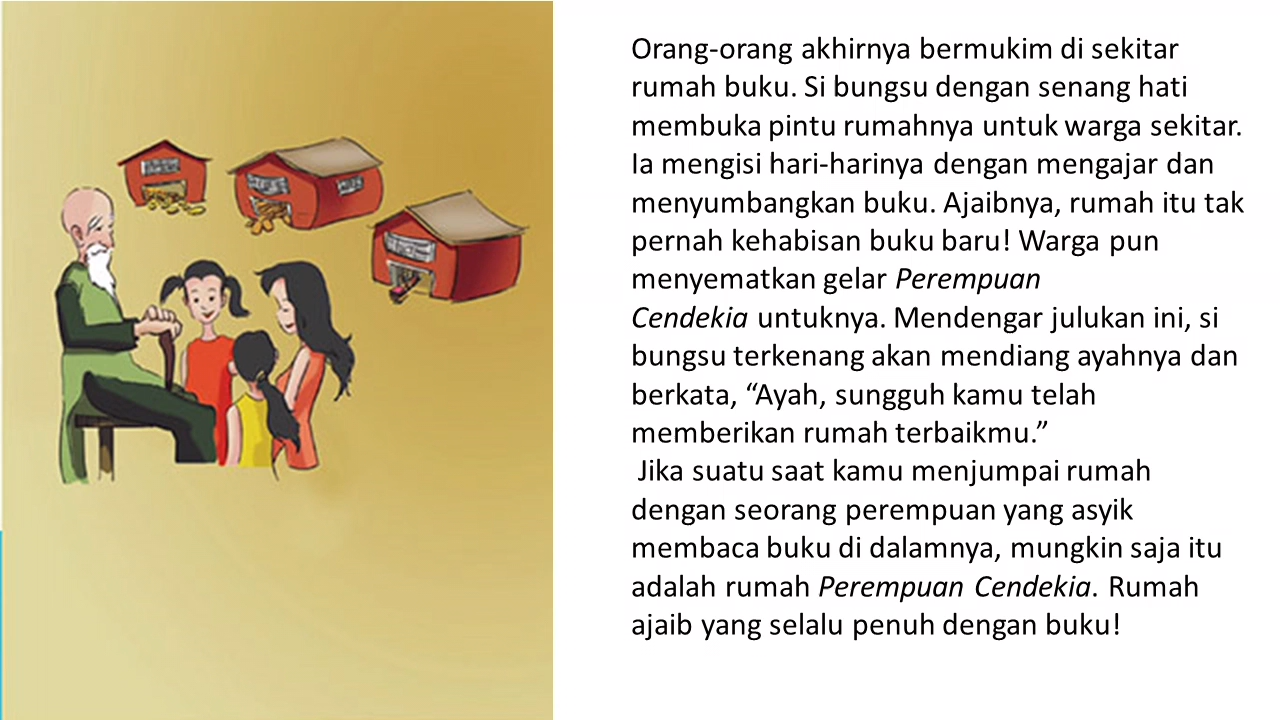 Orang-orang akhirnya bermukim di sekitar
rumah buku. Si bungsu dengan senang hati
membuka pintu rumahnya untuk warga sekitar.
Ia mengisi hari-harinya dengan mengajar dan
menyumbangkan buku. Ajaibnya, rumah itu tak
pernah kehabisan buku baru! Warga pun
menyematkan gelar Perempuan
Cendekia untuknya. Mendengar julukan ini, si
bungsu terkenang akan mendiang ayahnya dan
berkata, “Ayah, sungguh kamu telah
memberikan rumah terbaikmu.”
Jika suatu saat kamu menjumpai rumah
dengan seorang perempuan yang asyik
membaca buku di dalamnya, mungkin saja itu
adalah rumah Perempuan Cendekia. Rumah
ajaib yang selalu penuh dengan buku!